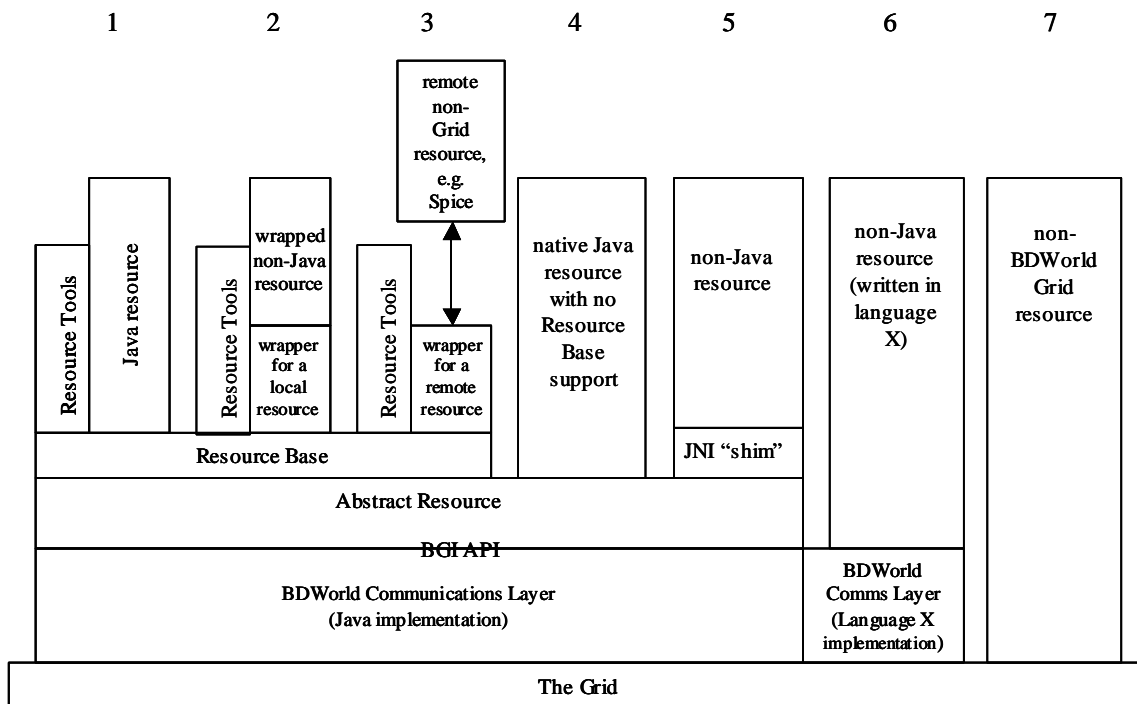 1 2 3 4 5 6 7
remote
non-
Grid
resource,
e.g.
Spice
Resource Tools
Java resource
Resource Tools
wrapped
non-Java
resource
wrapper
for a
local
resource
Resource Tools
wrapper
for a
remote
resource
native Java
resource
with no
Resource
Base
support
non-Java
resource
JNI “shim”
non-Java
resource
(written in
language
X)
non-
BDWorld
Grid
resource
Resource Base
Abstract Resource
BGI API
BDWorld Communications Layer
(Java implementation)
BDWorld
Comms Layer
(Language X
implementation)
The Grid